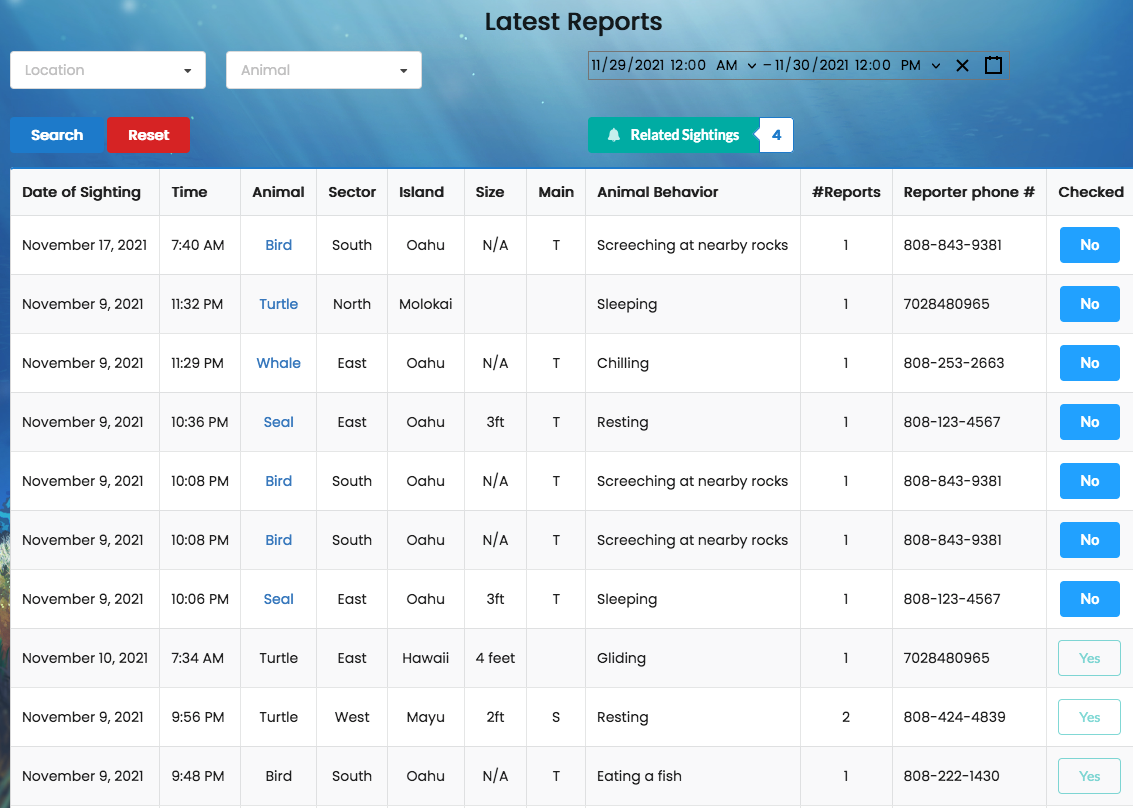 Latest Reports
Location Animal 11/29/2021 12:00 AM – 11/30/2021 12:00 PM
Search Reset Related Sightings 4
Date of Sighting Time Animal Sector Island Size Main Animal Behavior #Reports Reporter phone # Checked
November 17, 2021 7:40 AM Bird South Oahu N/A T Screeching at nearby rocks 1 808-843-9381 No
November 9, 2021 11:32 PM Turtle North Molokai Sleeping 1 7028480965 No
November 9, 2021 11:29 PM Whale East Oahu N/A T Chilling 1 808-253-2663 No
November 9, 2021 10:36 PM Seal East Oahu 3ft T Resting 1 808-123-4567 No
November 9, 2021 10:08 PM Bird South Oahu N/A T Screeching at nearby rocks 1 808-843-9381 No
November 9, 2021 10:08 PM Bird South Oahu N/A T Screeching at nearby rocks 1 808-843-9381 No
November 9, 2021 10:06 PM Seal East Oahu 3ft T Sleeping 1 808-123-4567 No
November 10, 2021 7:34 AM Turtle East Hawaii 4 feet Gliding 1 7028480965 Yes
November 9, 2021 9:56 PM Turtle West Mayu 2ft S Resting 2 808-424-4839 Yes
November 9, 2021 9:48 PM Bird South Oahu N/A T Eating a fish 1 808-222-1430 Yes